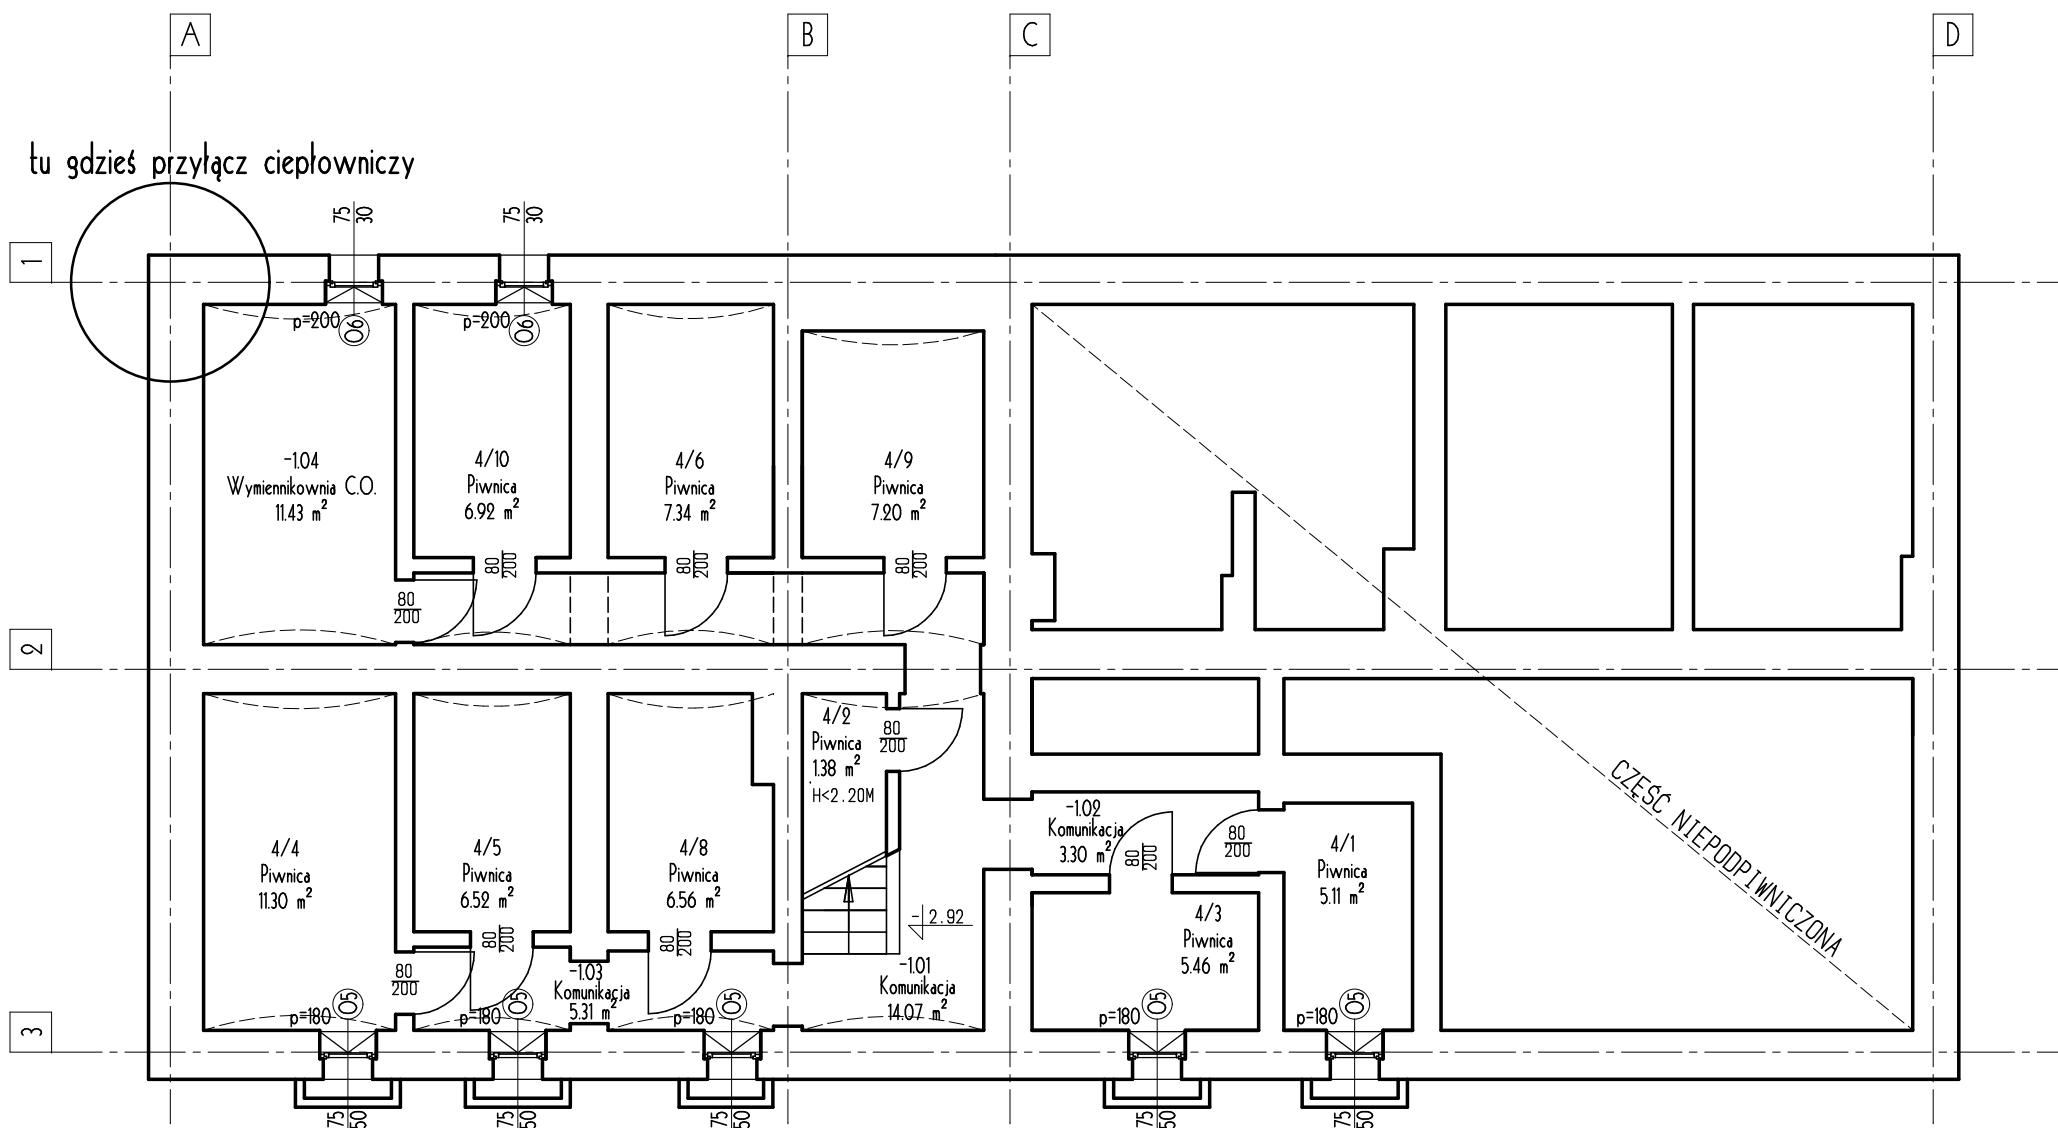 A
B
C
D
tu gdzieś przyłącz ciepłowniczy
75
30
75
30
1
p=200
O6
p=200
O6
-1.04
Wymiennikownia C.O.
11.43 m²
4/10
Piwnica
6.92 m²
4/6
Piwnica
7.34 m²
4/9
Piwnica
7.20 m²
80
200
80
200
80
200
80
200
2
4/2
Piwnica
1.38 m²
H<2.20M
80
200
CZĘŚĆ NIEPODPIWNICZONA
4/4
Piwnica
11.30 m²
4/5
Piwnica
6.52 m²
4/8
Piwnica
6.56 m²
-1.02
Komunikacja
3.30 m²
80
200
80
200
4/1
Piwnica
5.11 m²
4/3
Piwnica
5.46 m²
- 2.92
80
200
80
200
80
200
-1.03
Komunikacja
5.31 m²
-1.01
Komunikacja
14.07 m²
3
p=180
O5
p=180
O5
p=180
O5
p=180
O5
p=180
O5
75
60
75
60
75
60
75
60
75
60